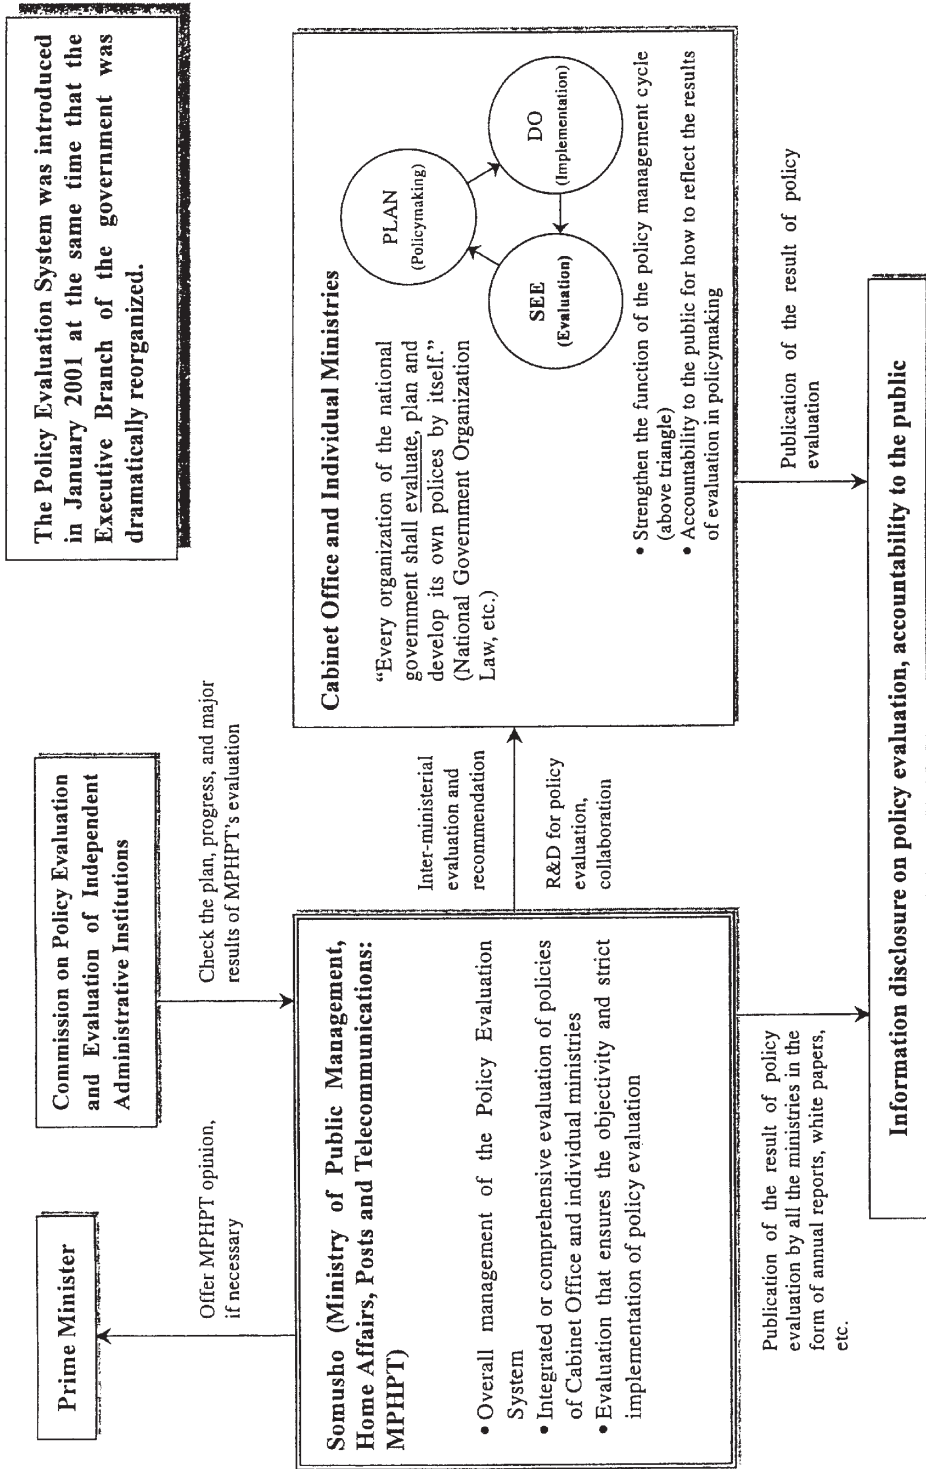 The Policy Evaluation System was introduced
in January 2001 at the same time that the
Executive Branch of the government was
dramatically reorganized.
Prime Minister
Commission on Policy Evaluation
and Evaluation of Independent
Administrative Institutions
Offer MPHPT opinion,
if necessary
Check the plan, progress, and major
results of MPHPT's evaluation
Somusho (Ministry of Public Management,
Home Affairs, Posts and Telecommunications:
MPHPT)
• Overall management of the Policy Evaluation
System
• Integrated or comprehensive evaluation of policies
of Cabinet Office and individual ministries
• Evaluation that ensures the objectivity and strict
implementation of policy evaluation
Inter-ministerial
evaluation and
recommendation
R&D for policy
evaluation,
collaboration
Cabinet Office and Individual Ministries
“Every organization of the national
government shall evaluate, plan and
develop its own polices by itself.”
(National Government Organization
Law, etc.)
PLAN
(Policymaking)
SEE
(Evaluation)
DO
(Implementation)
• Strengthen the function of the policy management cycle
(above triangle)
• Accountability to the public for how to reflect the results
of evaluation in policymaking
Publication of the result of policy
evaluation by all the ministries in the
form of annual reports, white papers,
etc.
Publication of the result of policy
evaluation
Information disclosure on policy evaluation, accountability to the public